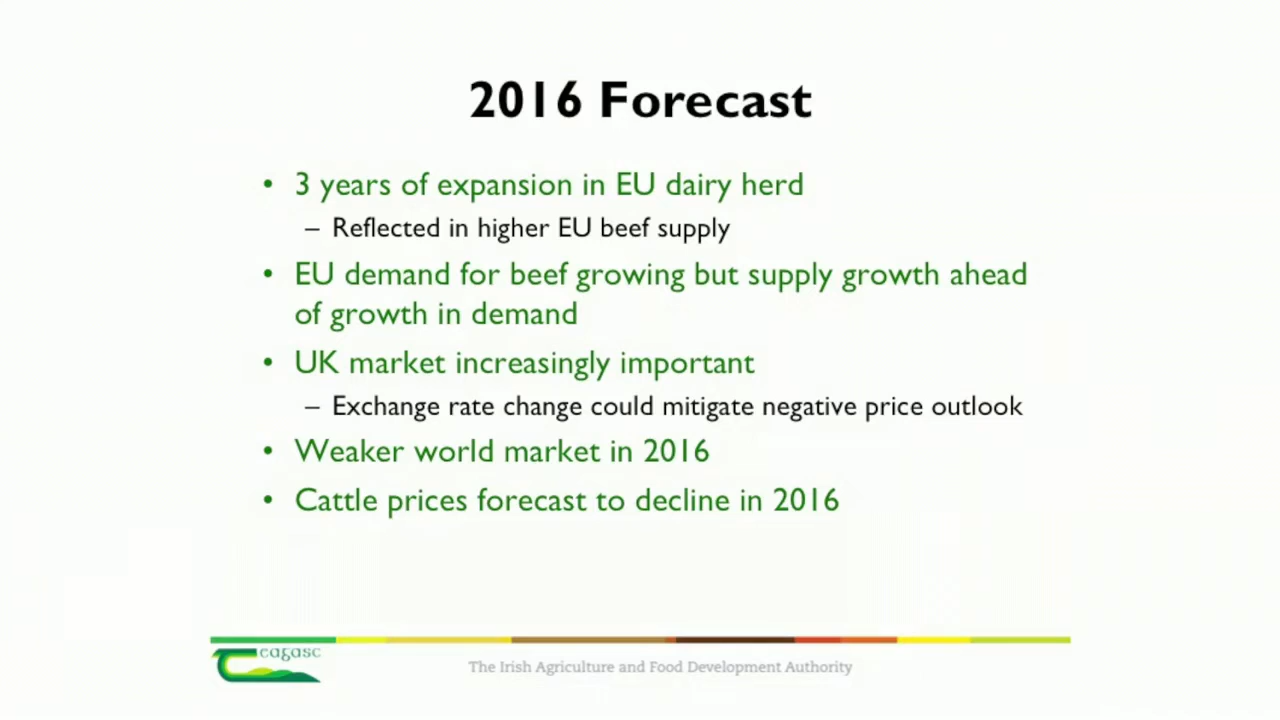 2016 Forecast
• 3 years of expansion in EU dairy herd
– Reflected in higher EU beef supply
• EU demand for beef growing but supply growth ahead
of growth in demand
• UK market increasingly important
– Exchange rate change could mitigate negative price outlook
• Weaker world market in 2016
• Cattle prices forecast to decline in 2016
teagasc
The Irish Agriculture and Food Development Authority